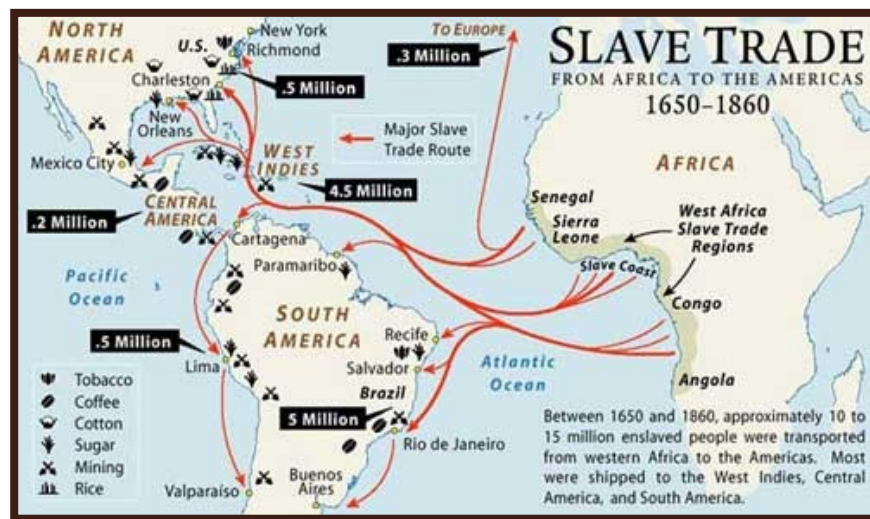 SLAVE TRADE
FROM AFRICA TO THE AMERICAS
1650–1860
NORTH
AMERICA
U.S.
New York
Richmond
Charleston
.5 Million
New
Orleans
Mexico City
WEST
INDIES
4.5 Million
CENTRAL
AMERICA
.2 Million
TO EUROPE
.3 Million
Major Slave
Trade Route
AFRICA
Senegal
Sierra
Leone
West Africa
Slave Trade
Regions
Slave Coast
Congo
Angola
Pacific
Ocean
Cartagena
Paramaribo
SOUTH
AMERICA
.5 Million
Lima
Recife
Salvador
Brazil
5 Million
Rio de Janeiro
Atlantic
Ocean
Valparaíso
Buenos
Aires
Tobacco
Coffee
Cotton
Sugar
Mining
Rice
Between 1650 and 1860, approximately 10 to
15 million enslaved people were transported
from western Africa to the Americas. Most
were shipped to the West Indies, Central
America, and South America.